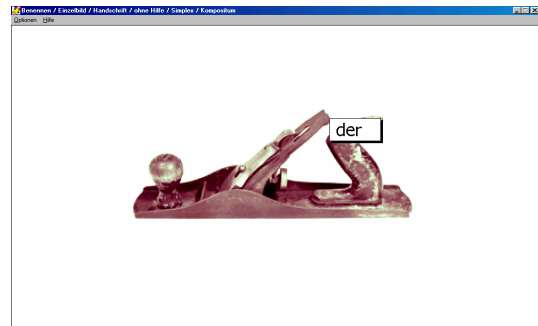 Benennen / Einzelbild / Handschrift / ohne Hilfe / Simplex / Kompositum
Optionen Hilfe
der